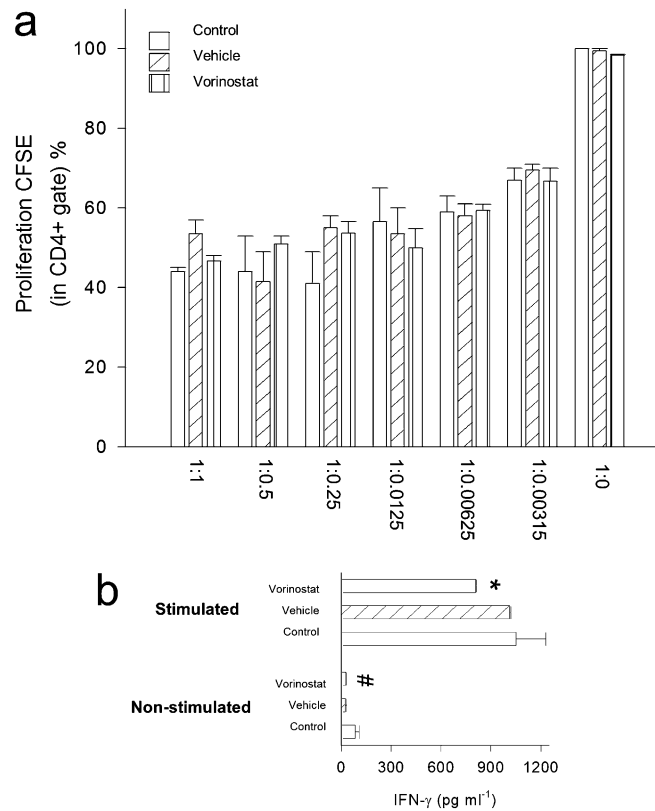 a
Control
Vehicle
Vorinostat
Proliferation CFSE
(in CD4+ gate) %
100
80
60
40
20
0
1:1
1:0.5
1:0.25
1:0.0125
1:0.00625
1:0.00315
1:0
b
Stimulated
Vorinostat
*
Vehicle
Control
Non-stimulated
Vorinostat
#
Vehicle
Control
0 300 600 900 1200
IFN-γ (pg ml⁻¹)